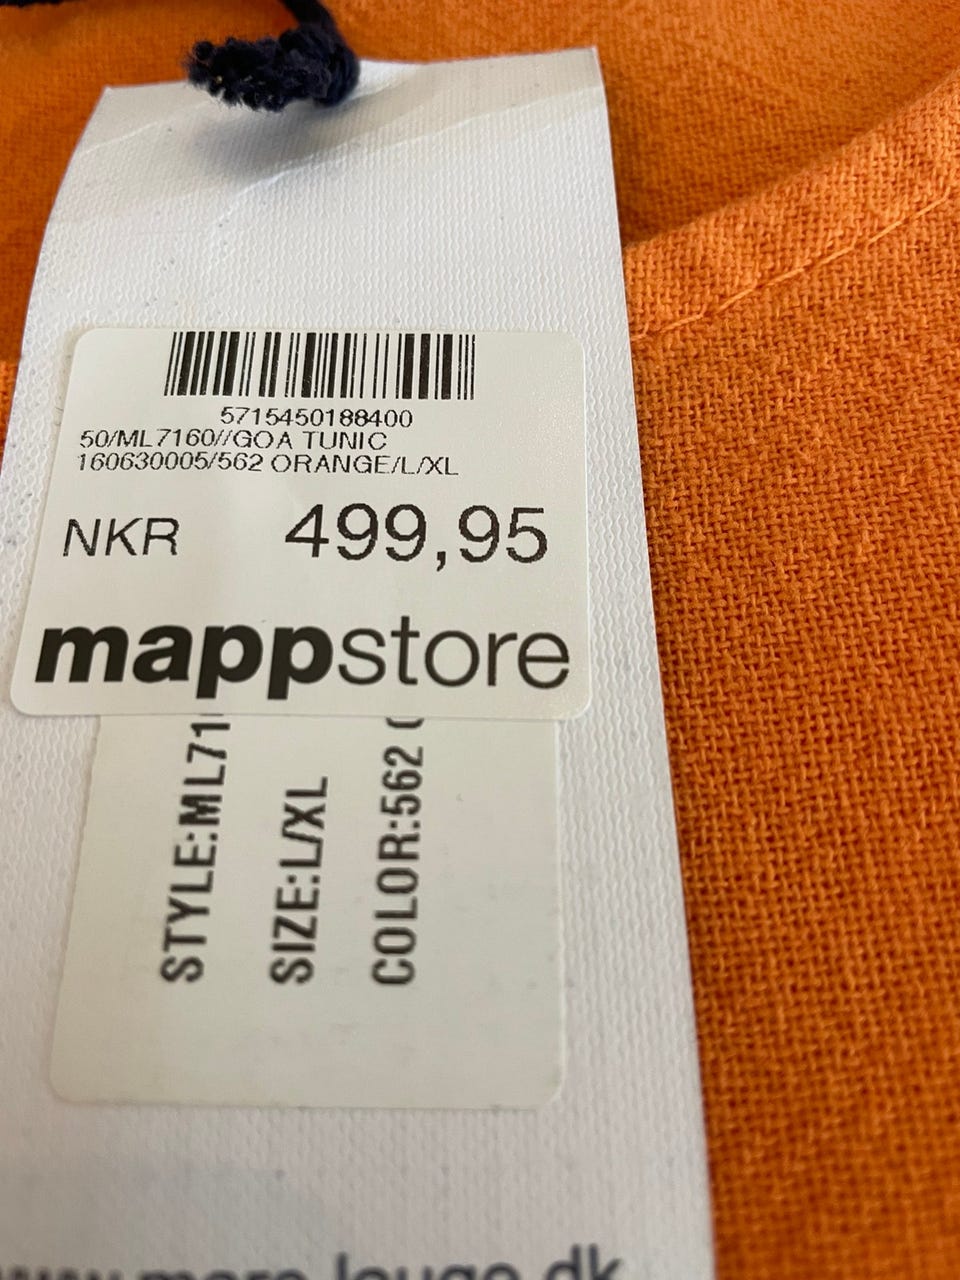 5715450188400
50/ML7160//GOA TUNIC
160630005/562 ORANGE/L/XL
NKR 499,95
mappstore
STYLE:ML71
SIZE:L/XL
COLOR:562